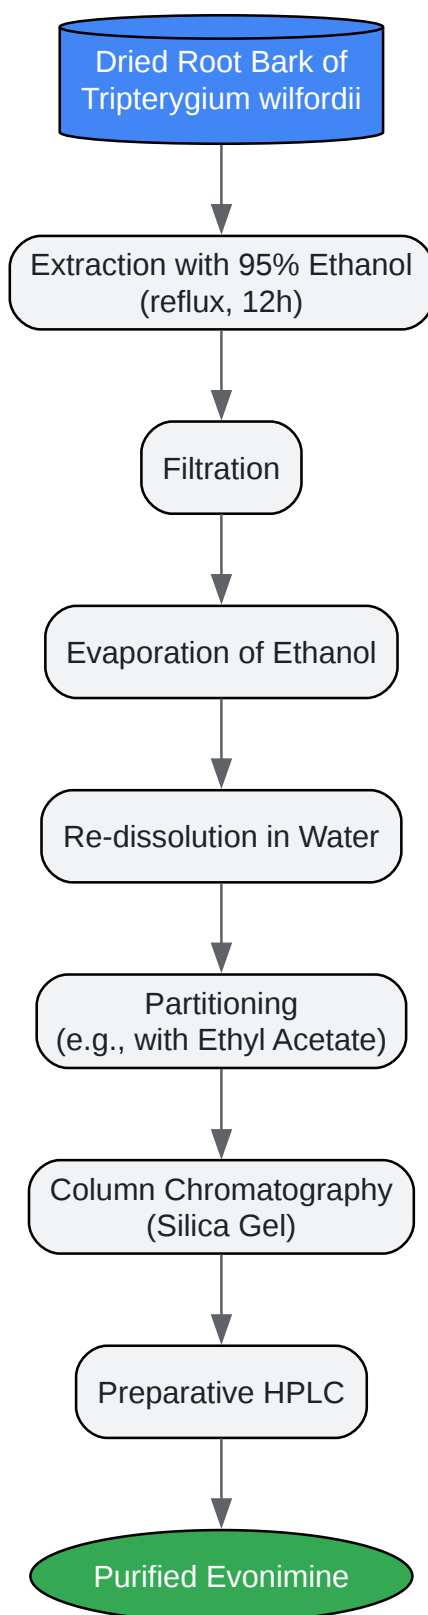 Dried Root Bark of
Tripterygium wilfordii
Extraction with 95% Ethanol
(reflux, 12h)
Filtration
Evaporation of Ethanol
Re-dissolution in Water
Partitioning
(e.g., with Ethyl Acetate)
Column Chromatography
(Silica Gel)
Preparative HPLC
Purified Evonimine